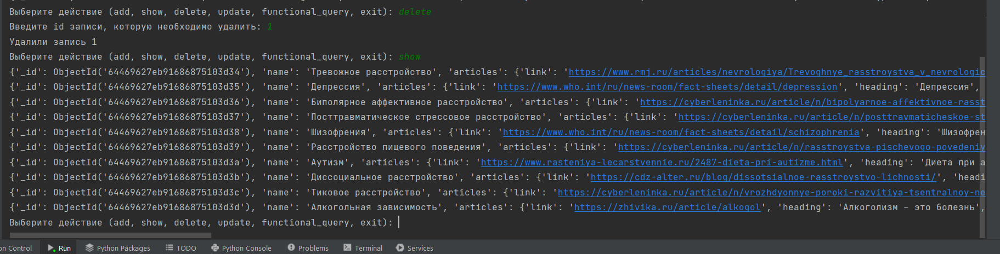 Выберите действие (add, show, delete, update, functional_query, exit): delete
Введите id записи, которую необходимо удалить: 1
Удалили запись 1
Выберите действие (add, show, delete, update, functional_query, exit): show
{'_id': ObjectId('64469627eb91686875103d34'), 'name': 'Тревожное расстройство', 'articles': {'link': 'https://www.rmj.ru/articles/nevrologiya/Trevoghnye_rasstroystva_v_nevrologic
{'_id': ObjectId('64469627eb91686875103d35'), 'name': 'Депрессия', 'articles': {'link': 'https://www.who.int/ru/news-room/fact-sheets/detail/depression', 'heading': 'Депрессия',
{'_id': ObjectId('64469627eb91686875103d36'), 'name': 'Биполярное аффективное расстройство', 'articles': {'link': 'https://cyberleninka.ru/article/n/bipolyarnoe-affektivnoe-rasst
{'_id': ObjectId('64469627eb91686875103d37'), 'name': 'Посттравматическое стрессовое расстройство', 'articles': {'link': 'https://cyberleninka.ru/article/n/posttravmaticheskoe-st
{'_id': ObjectId('64469627eb91686875103d38'), 'name': 'Шизофрения', 'articles': {'link': 'https://www.who.int/ru/news-room/fact-sheets/detail/schizophrenia', 'heading': 'Шизофрен
{'_id': ObjectId('64469627eb91686875103d39'), 'name': 'Расстройство пищевого поведения', 'articles': {'link': 'https://cyberleninka.ru/article/n/rasstroystva-pischevogo-povedeniy
{'_id': ObjectId('64469627eb91686875103d3a'), 'name': 'Аутизм', 'articles': {'link': 'https://www.rasteniya-lecarstvennie.ru/2487-dieta-pri-autizme.html', 'heading': 'Диета при а
{'_id': ObjectId('64469627eb91686875103d3b'), 'name': 'Диссоциальное расстройство', 'articles': {'link': 'https://cdz-alter.ru/blog/dissotsialnoe-rasstroystvo-lichnosti/', 'headi
{'_id': ObjectId('64469627eb91686875103d3c'), 'name': 'Тиковое расстройство', 'articles': {'link': 'https://cyberleninka.ru/article/n/vrozhdyonnye-poroki-razvitiya-tsentralnoy-ne
{'_id': ObjectId('64469627eb91686875103d3d'), 'name': 'Алкогольная зависимость', 'articles': {'link': 'https://zhivika.ru/article/alkogol', 'heading': 'Алкоголизм – это болезнь',
Выберите действие (add, show, delete, update, functional_query, exit):
on Control Run Python Packages TODO Python Console Problems Terminal Services